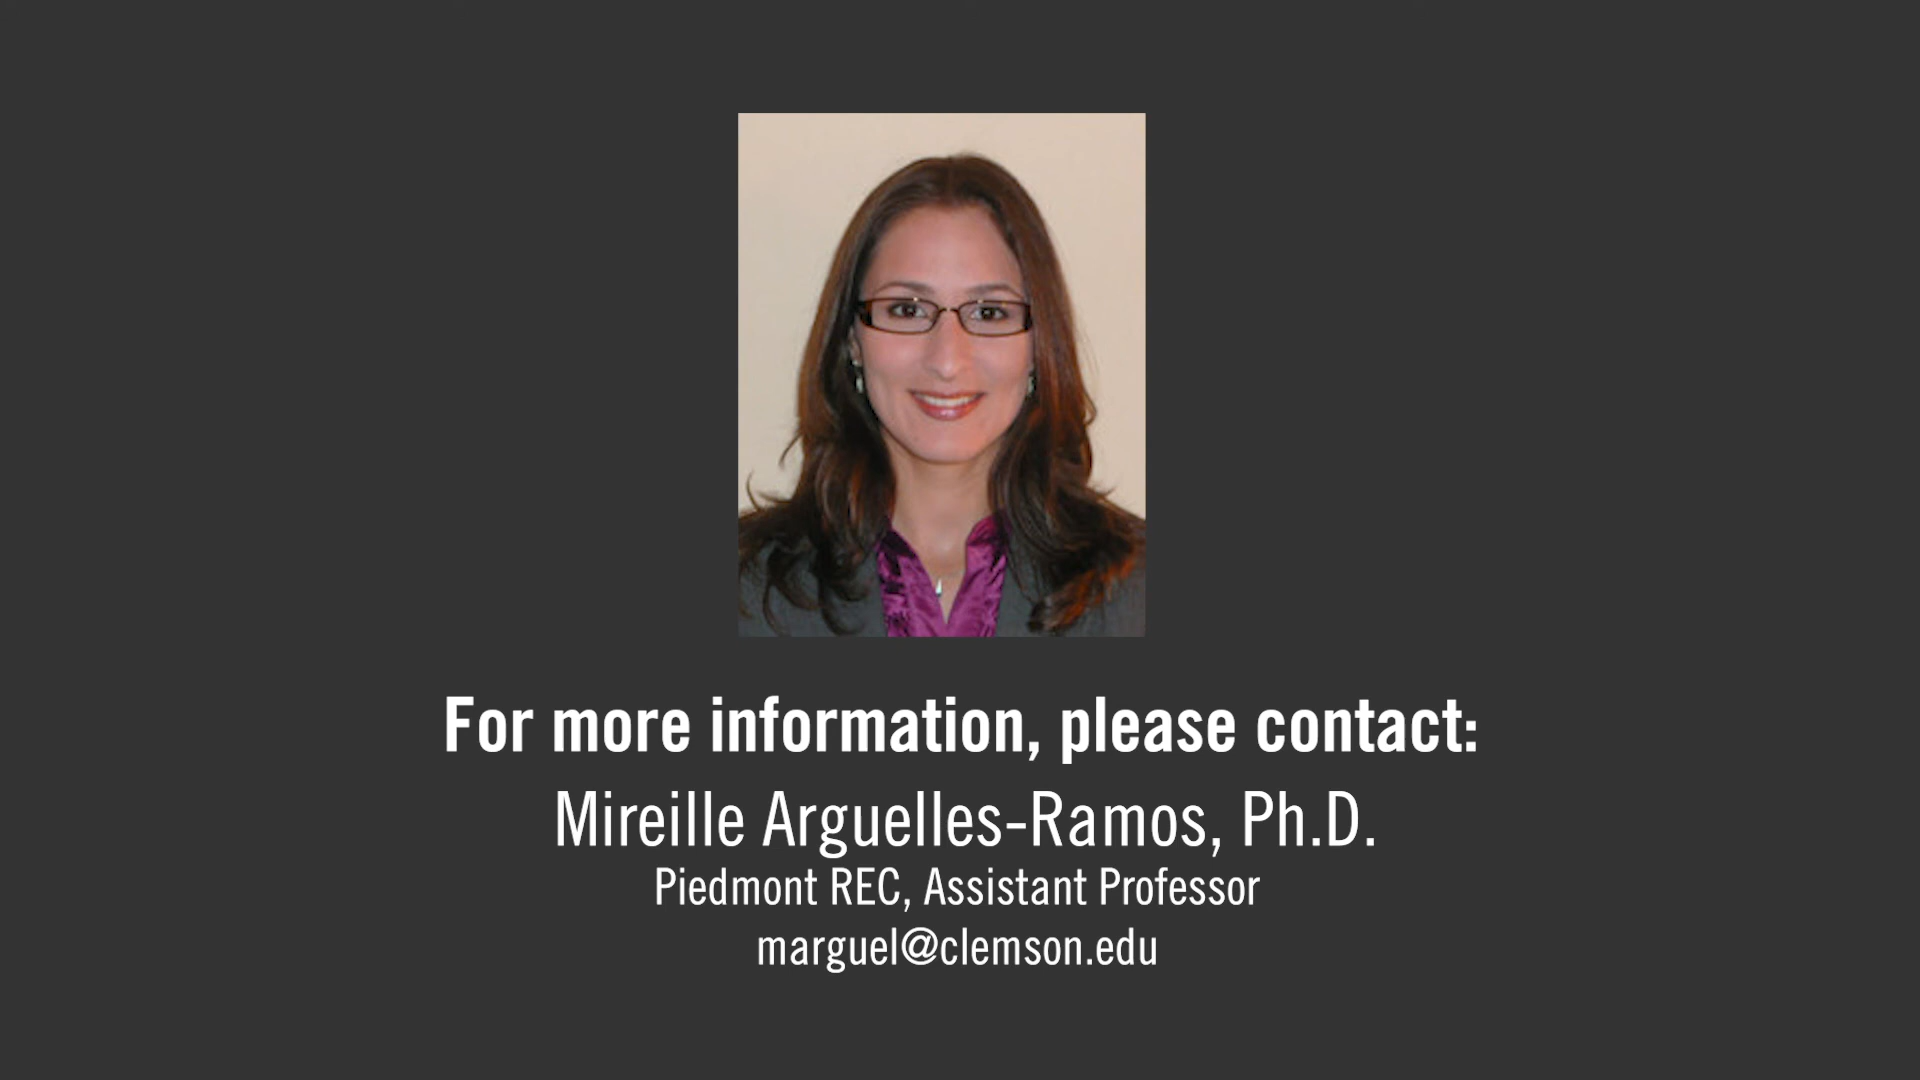 For more information, please contact:
Mireille Arguelles-Ramos, Ph.D.
Piedmont REC, Assistant Professor
marguel@clemson.edu